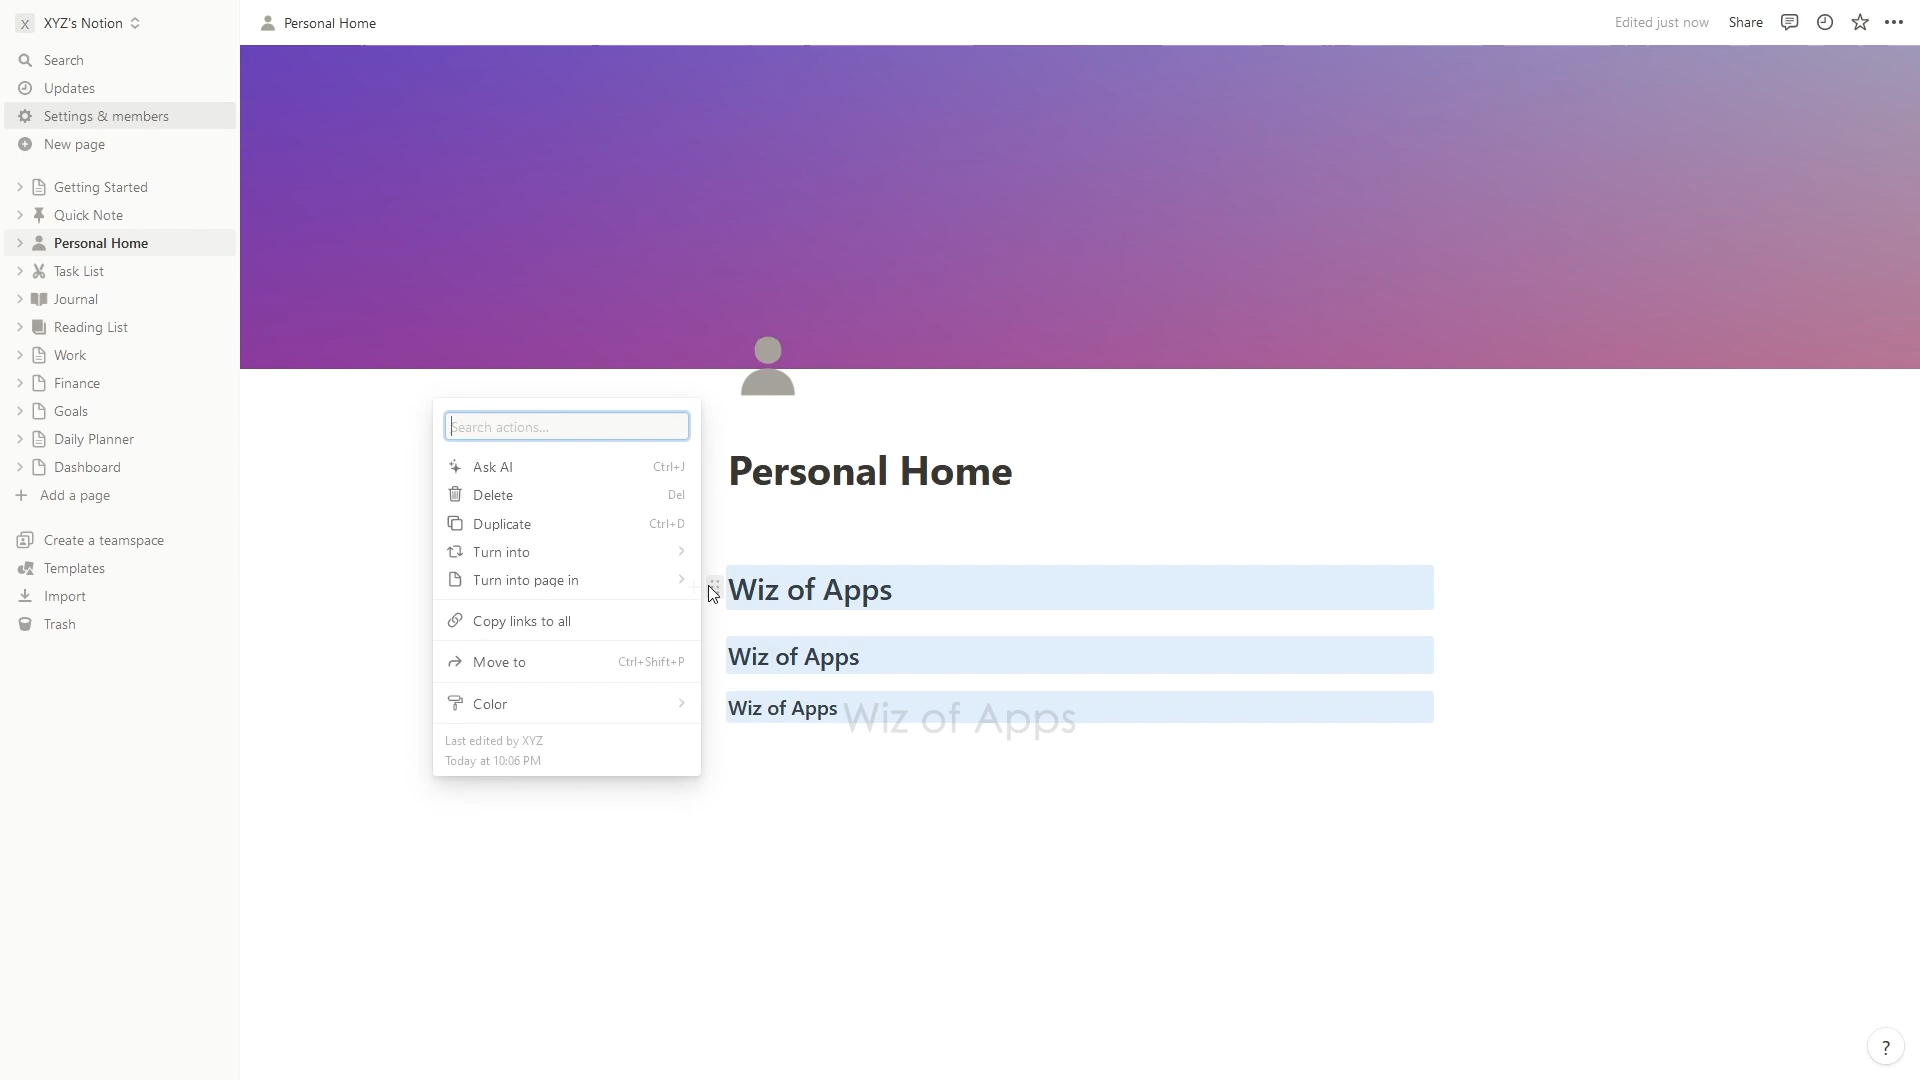 X XYZ's Notion
Personal Home
Edited just now Share
Search
Updates
Settings & members
New page
Getting Started
Quick Note
Personal Home
Task List
Journal
Reading List
Work
Finance
Goals
Daily Planner
Dashboard
Add a page
Create a teamspace
Templates
Import
Trash
Search actions...
Ask AI Ctrl+J
Delete Del
Duplicate Ctrl+D
Turn into
Turn into page in
Copy links to all
Move to Ctrl+Shift+P
Color
Last edited by XYZ
Today at 10:06 PM
Personal Home
Wiz of Apps
Wiz of Apps
Wiz of Apps
Wiz of Apps
?